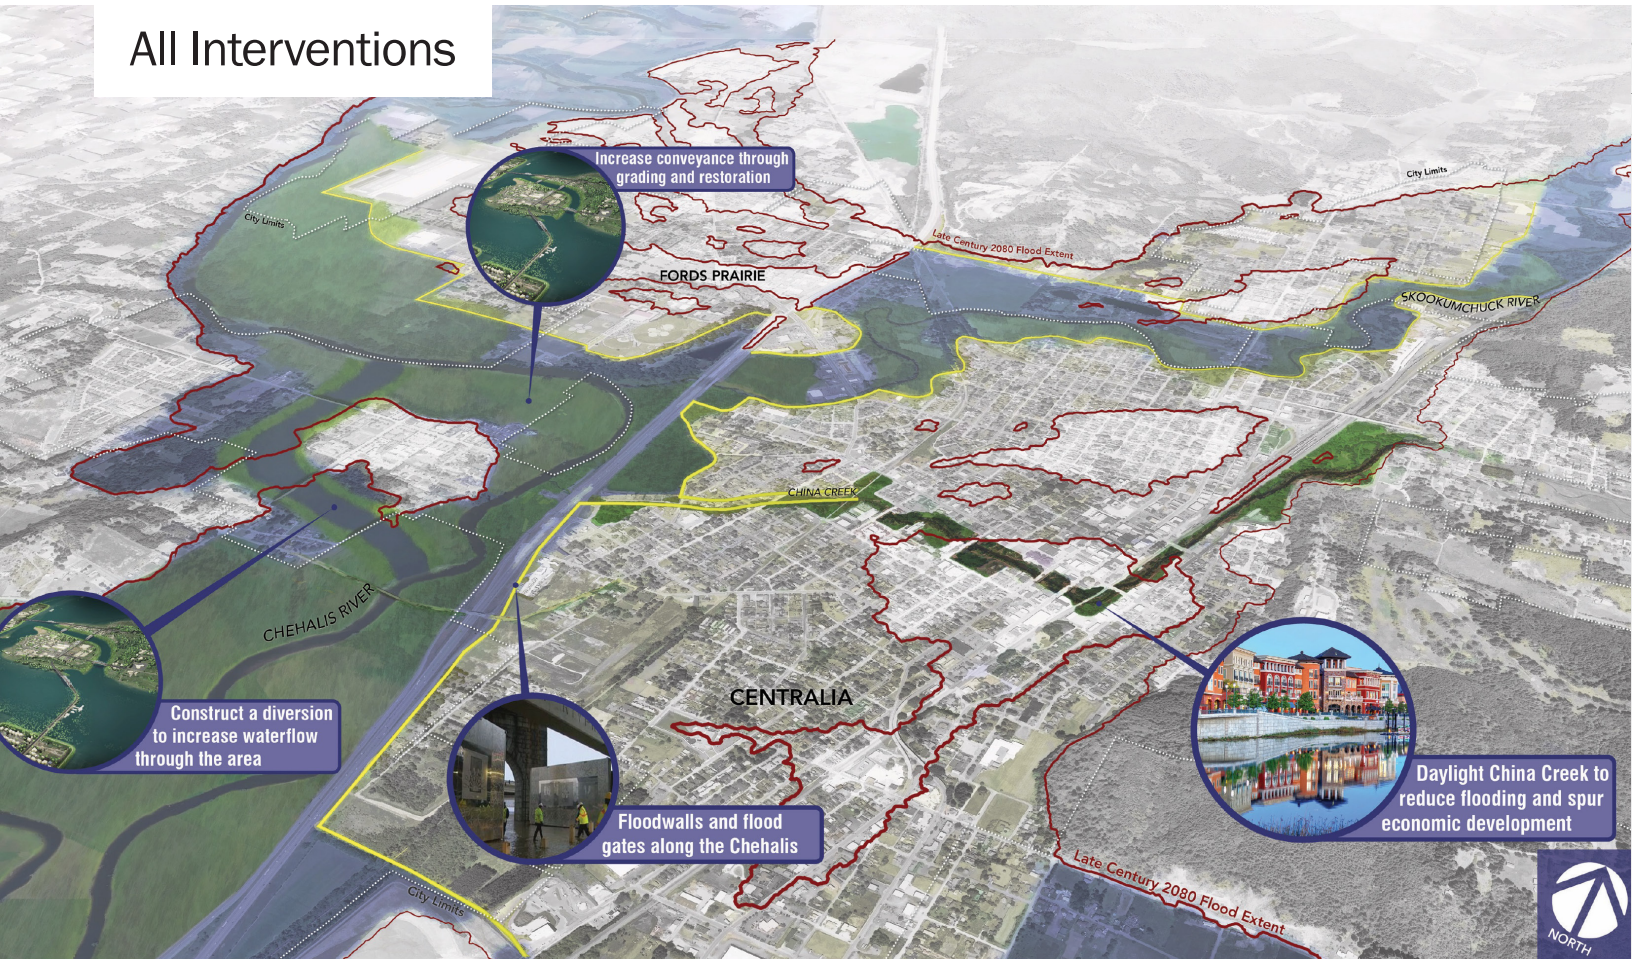 All Interventions
Increase conveyance through
grading and restoration
City Limits
City Limits
Late Century 2080 Flood Extent
FORDS PRAIRIE
SKOOKUMCHUCK RIVER
CHINA CREEK
CHEHALIS RIVER
CENTRALIA
Construct a diversion
to increase waterflow
through the area
Floodwalls and flood
gates along the Chehalis
Daylight China Creek to
reduce flooding and spur
economic development
Late Century 2080 Flood Extent
City Limits
NORTH